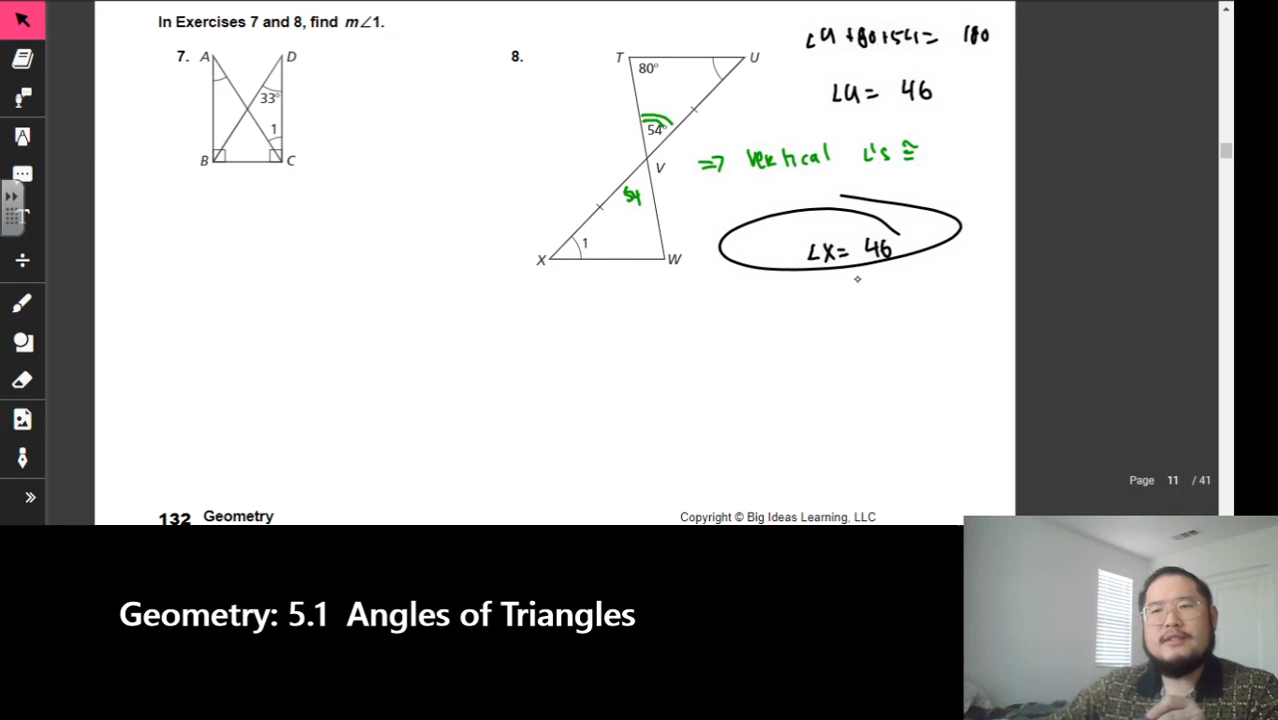 In Exercises 7 and 8, find m∠1.
7.
A
D
33°
1
B
C
8.
T
U
80°
54°
V
54
1
X
W
∠U +80+54= 180
∠U = 46
⇒ Vertical ∠'s ≅
∠X= 46
Page 11 / 41
132 Geometry
Copyright © Big Ideas Learning, LLC
Geometry: 5.1 Angles of Triangles